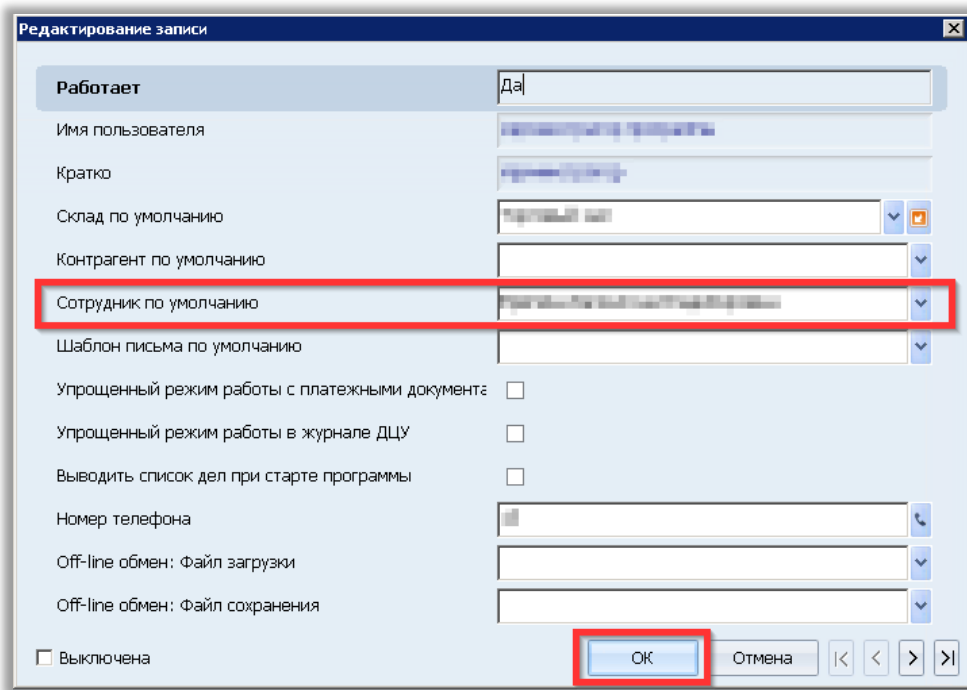 Редактирование записи
Работает Да
Имя пользователя
Кратко
Склад по умолчанию
Контрагент по умолчанию
Сотрудник по умолчанию
Шаблон письма по умолчанию
Упрощенный режим работы с платежными документа
Упрощенный режим работы в журнале ДЦУ
Выводить список дел при старте программы
Номер телефона
Off-line обмен: Файл загрузки
Off-line обмен: Файл сохранения
Выключена ОК Отмена